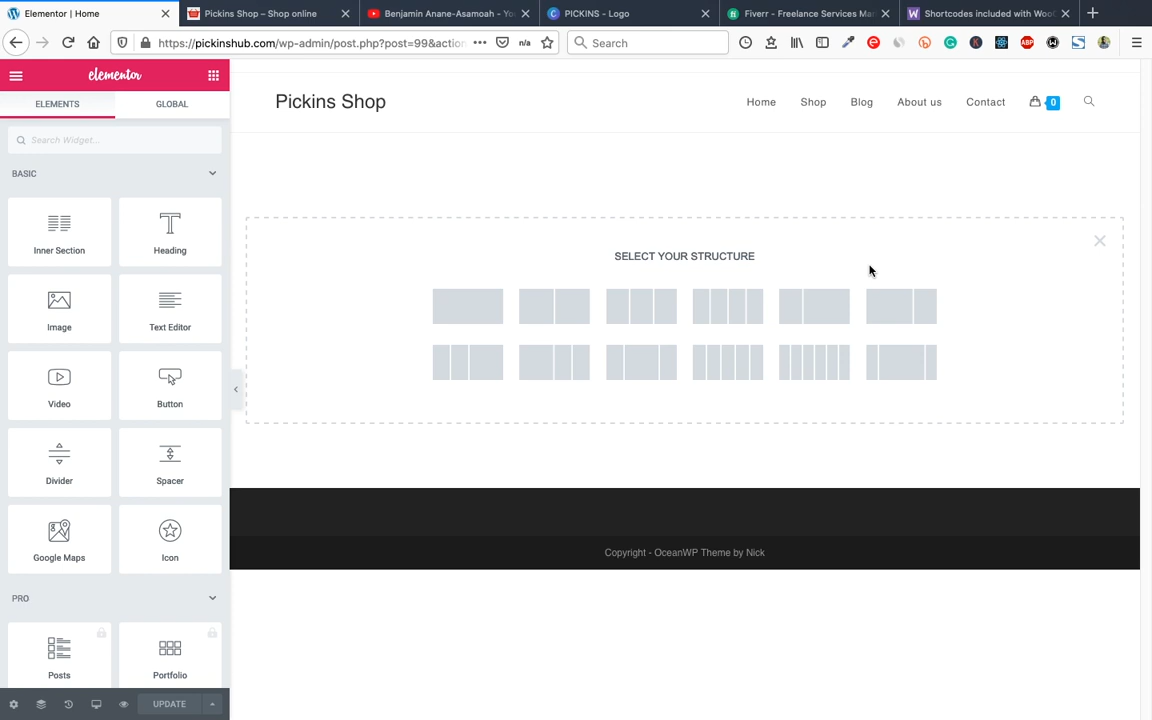 Elementor | Home
Pickins Shop – Shop online
Benjamin Anane-Asamoah - Yo
PICKINS - Logo
Fiverr - Freelance Services Ma
Shortcodes included with Woo
https://pickinshub.com/wp-admin/post.php?post=99&action
n/a
Search
elementor
ELEMENTS
GLOBAL
Search Widget...
BASIC
Inner Section
Heading
Image
Text Editor
Video
Button
Divider
Spacer
Google Maps
Icon
PRO
Posts
Portfolio
UPDATE
Pickins Shop
Home
Shop
Blog
About us
Contact
0
SELECT YOUR STRUCTURE
Copyright - OceanWP Theme by Nick